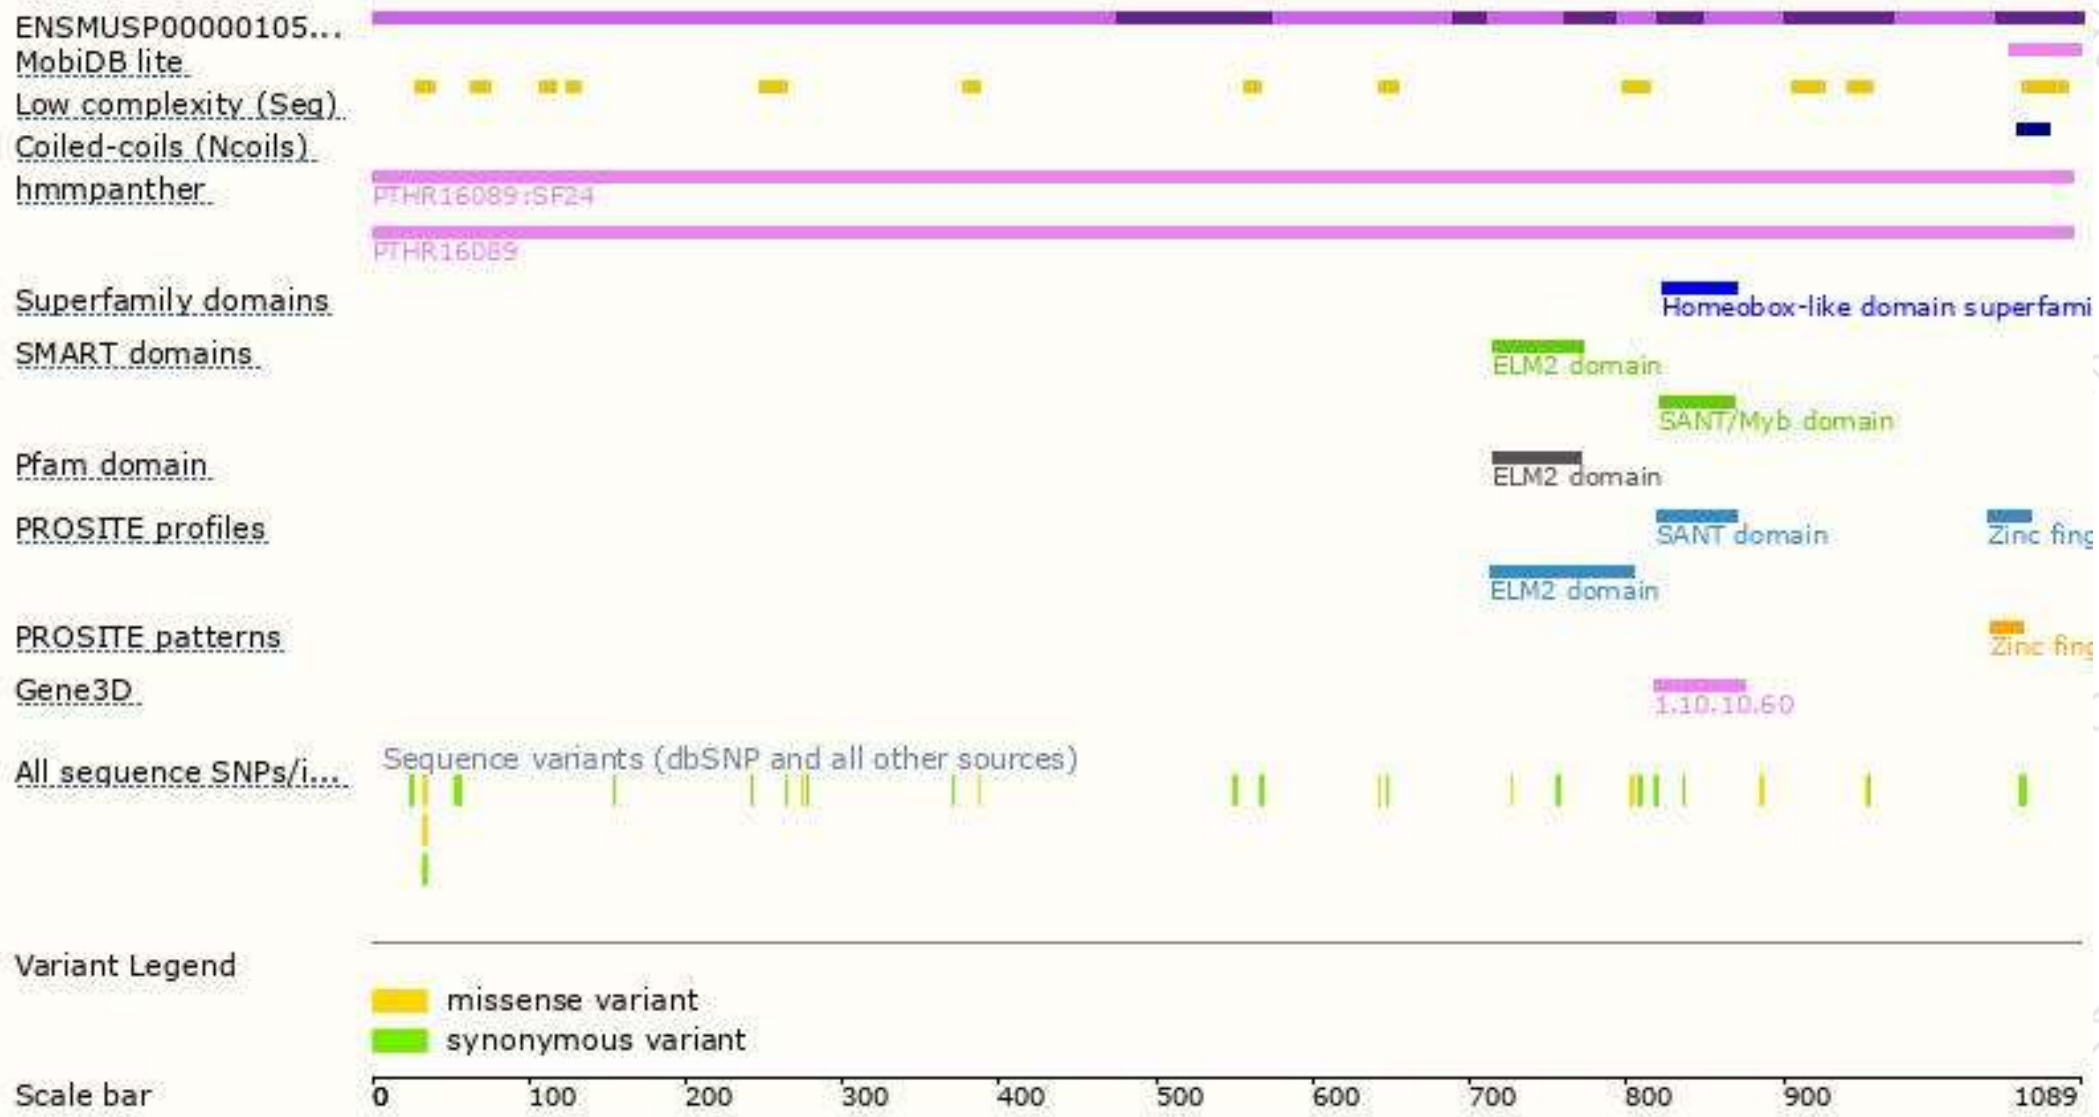 ENSMUSP00000105...
MobiDB lite
Low complexity (Seg)
Coiled-coils (Ncoils)
hmmpanther
PTHR16089:SF24
PTHR16089
Superfamily domains
Homeobox-like domain superfami
SMART domains
ELM2 domain
SANT/Myb domain
Pfam domain
ELM2 domain
PROSITE profiles
SANT domain
Zinc fing
ELM2 domain
PROSITE patterns
Zinc fing
Gene3D
1.10.10.60
All sequence SNPs/i...
Sequence variants (dbSNP and all other sources)
Variant Legend
missense variant
synonymous variant
Scale bar
0 100 200 300 400 500 600 700 800 900 1089